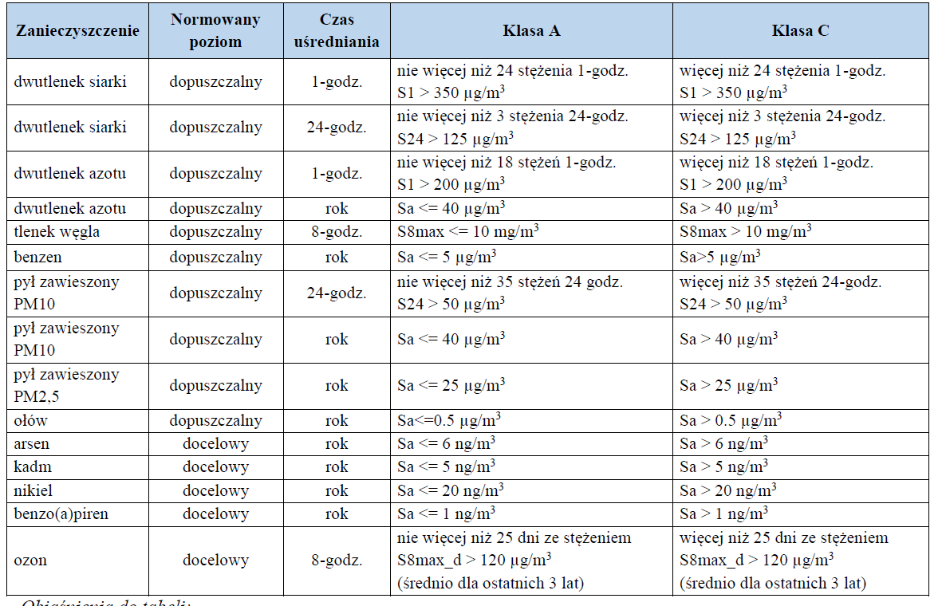 Zanieczyszczenie | Normowany poziom | Czas uśredniania | Klasa A | Klasa C
dwutlenek siarki | dopuszczalny | 1-godz. | nie więcej niż 24 stężenia 1-godz. S1 > 350 µg/m³ | więcej niż 24 stężenia 1-godz. S1 > 350 µg/m³
dwutlenek siarki | dopuszczalny | 24-godz. | nie więcej niż 3 stężenia 24-godz. S24 > 125 µg/m³ | więcej niż 3 stężenia 24-godz. S24 > 125 µg/m³
dwutlenek azotu | dopuszczalny | 1-godz. | nie więcej niż 18 stężeń 1-godz. S1 > 200 µg/m³ | więcej niż 18 stężeń 1-godz. S1 > 200 µg/m³
dwutlenek azotu | dopuszczalny | rok | Sa <= 40 µg/m³ | Sa > 40 µg/m³
tlenek węgla | dopuszczalny | 8-godz. | S8max <= 10 mg/m³ | S8max > 10 mg/m³
benzen | dopuszczalny | rok | Sa <= 5 µg/m³ | Sa>5 µg/m³
pył zawieszony PM10 | dopuszczalny | 24-godz. | nie więcej niż 35 stężeń 24 godz. S24 > 50 µg/m³ | więcej niż 35 stężeń 24-godz. S24 > 50 µg/m³
pył zawieszony PM10 | dopuszczalny | rok | Sa <= 40 µg/m³ | Sa > 40 µg/m³
pył zawieszony PM2,5 | dopuszczalny | rok | Sa <= 25 µg/m³ | Sa > 25 µg/m³
ołów | dopuszczalny | rok | Sa<=0.5 µg/m³ | Sa > 0.5 µg/m³
arsen | docelowy | rok | Sa <= 6 ng/m³ | Sa > 6 ng/m³
kadm | docelowy | rok | Sa <= 5 ng/m³ | Sa > 5 ng/m³
nikiel | docelowy | rok | Sa <= 20 ng/m³ | Sa > 20 ng/m³
benzo(a)piren | docelowy | rok | Sa <= 1 ng/m³ | Sa > 1 ng/m³
ozon | docelowy | 8-godz. | nie więcej niż 25 dni ze stężeniem S8max_d > 120 µg/m³ (średnio dla ostatnich 3 lat) | więcej niż 25 dni ze stężeniem S8max_d > 120 µg/m³ (średnio dla ostatnich 3 lat)